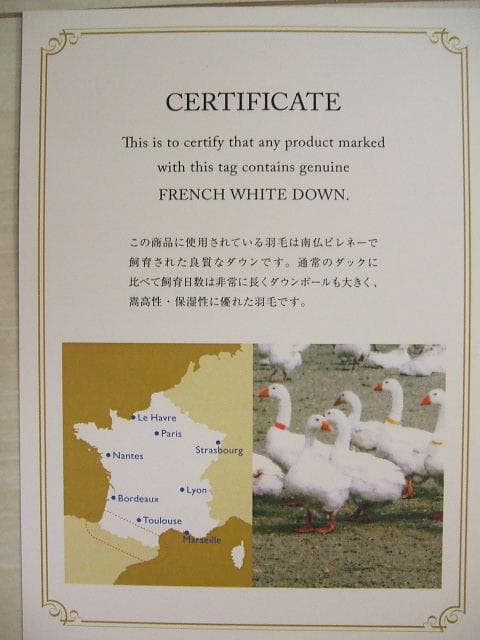 CERTIFICATE
This is to certify that any product marked
with this tag contains genuine
FRENCH WHITE DOWN.
この商品に使用されている羽毛は南仏ピレネーで
飼育された良質なダウンです。通常のダックに
比べて飼育日数は非常に長くダウンボールも大きく、
嵩高性・保湿性に優れた羽毛です。
Le Havre
Paris
Strasbourg
Nantes
Lyon
Bordeaux
Toulouse
Marseille